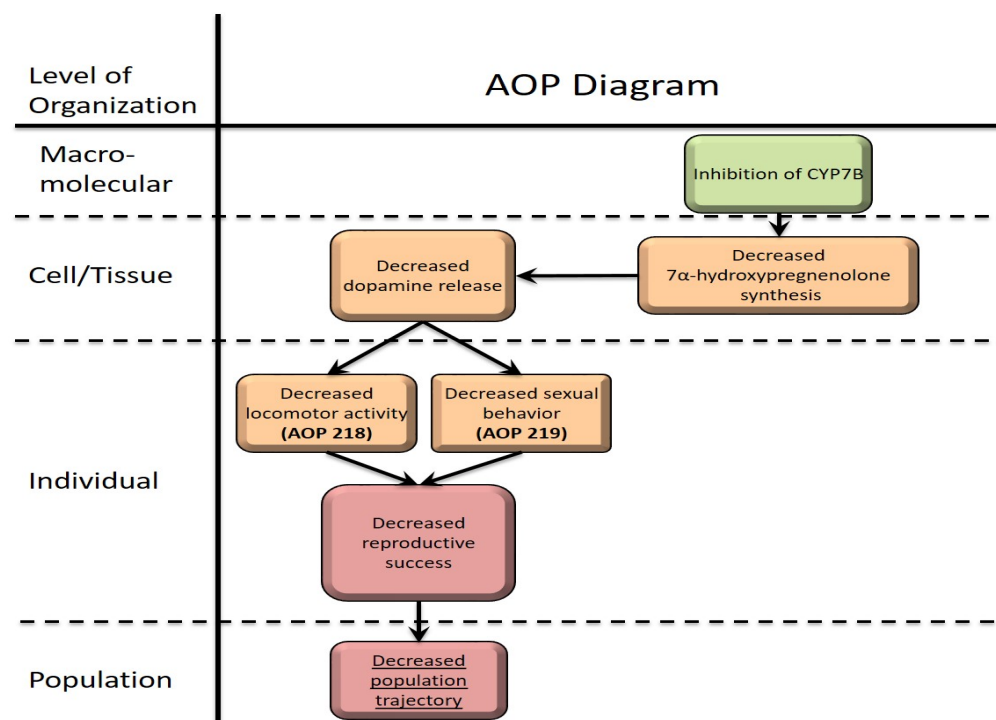 Level of
Organization
AOP Diagram
Macro-
molecular
Inhibition of CYP7B
Cell/Tissue
Decreased
dopamine release
Decreased
7α-hydroxypregnenolone
synthesis
Individual
Decreased
locomotor activity
(AOP 218)
Decreased sexual
behavior
(AOP 219)
Decreased
reproductive
success
Population
Decreased
population
trajectory